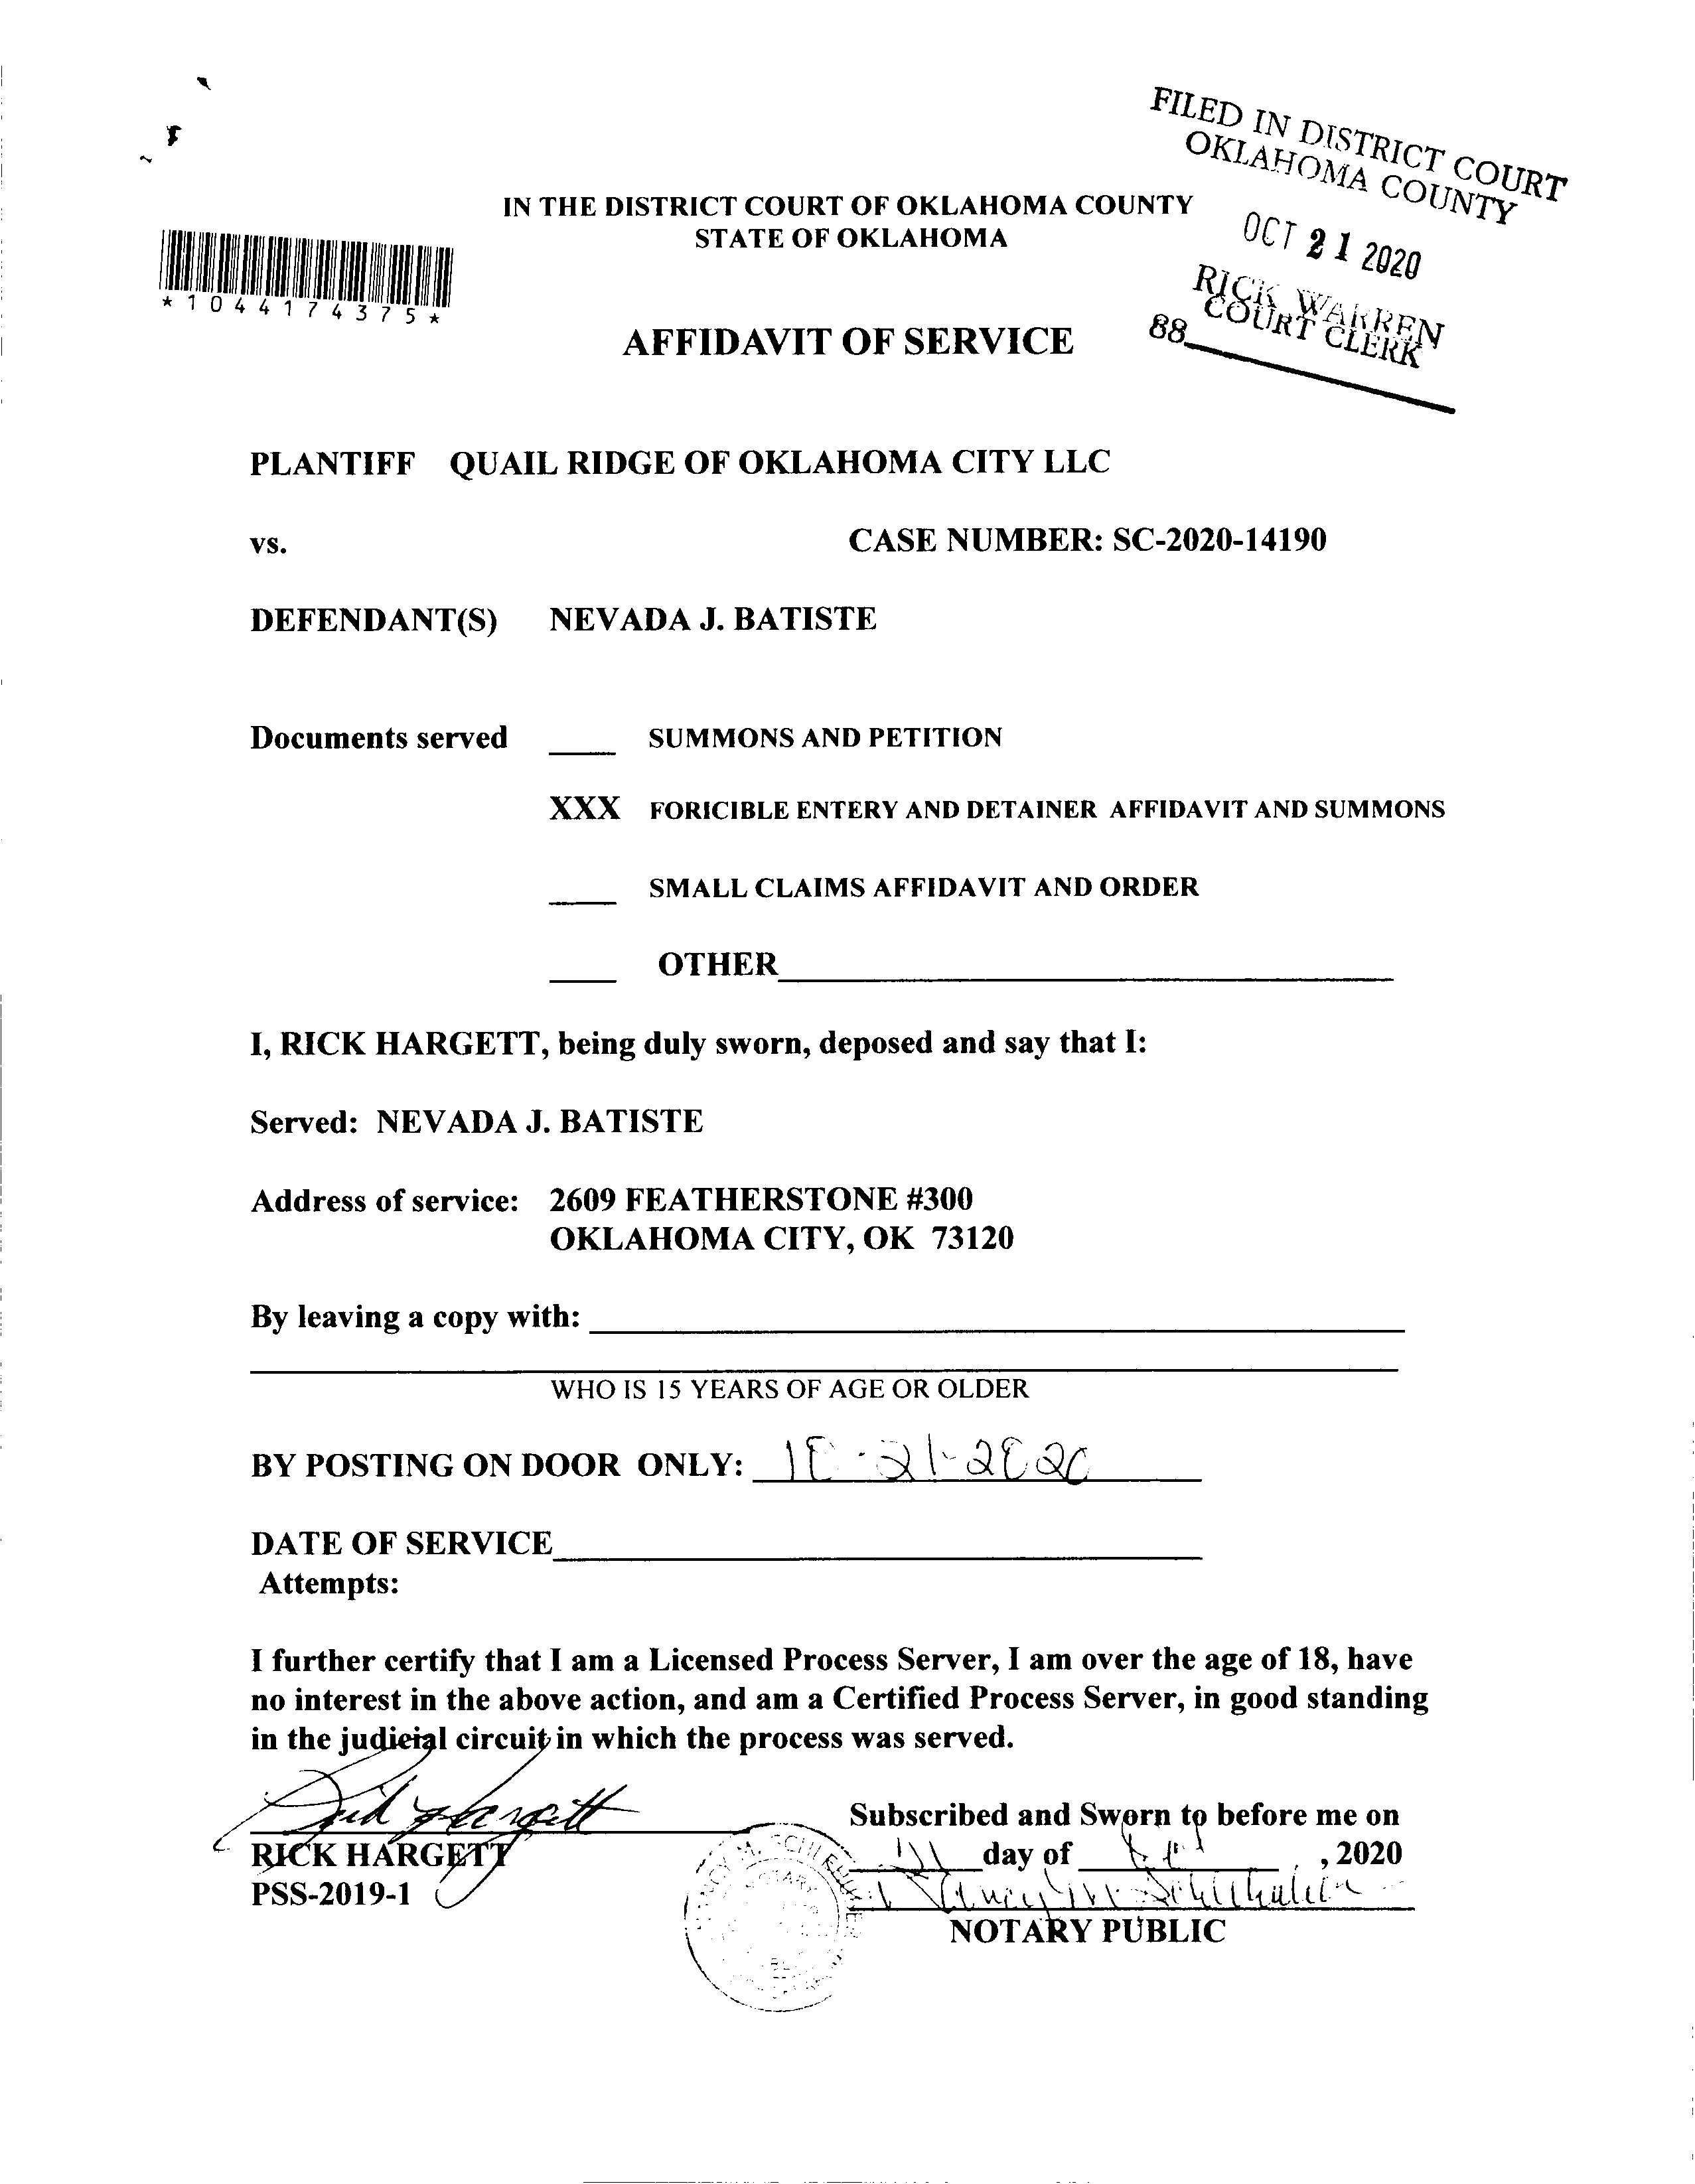 FILED IN DISTRICT COURT
OKLAHOMA COUNTY
OCT 21 2020
RICK WARREN
COURT CLERK
88
IN THE DISTRICT COURT OF OKLAHOMA COUNTY
STATE OF OKLAHOMA
*1044174375*
AFFIDAVIT OF SERVICE
PLANTIFF QUAIL RIDGE OF OKLAHOMA CITY LLC
vs. CASE NUMBER: SC-2020-14190
DEFENDANT(S) NEVADA J. BATISTE
Documents served ____ SUMMONS AND PETITION
XXX FORICIBLE ENTERY AND DETAINER AFFIDAVIT AND SUMMONS
____ SMALL CLAIMS AFFIDAVIT AND ORDER
____ OTHER____
I, RICK HARGETT, being duly sworn, deposed and say that I:
Served: NEVADA J. BATISTE
Address of service: 2609 FEATHERSTONE #300
OKLAHOMA CITY, OK 73120
By leaving a copy with: ____
WHO IS 15 YEARS OF AGE OR OLDER
BY POSTING ON DOOR ONLY: 10-21-2020
DATE OF SERVICE____
Attempts:
I further certify that I am a Licensed Process Server, I am over the age of 18, have
no interest in the above action, and am a Certified Process Server, in good standing
in the judicial circuit in which the process was served.
Rick Hargett
RICK HARGETT
PSS-2019-1
Subscribed and Sworn to before me on
21 day of Oct, 2020
NOTARY PUBLIC